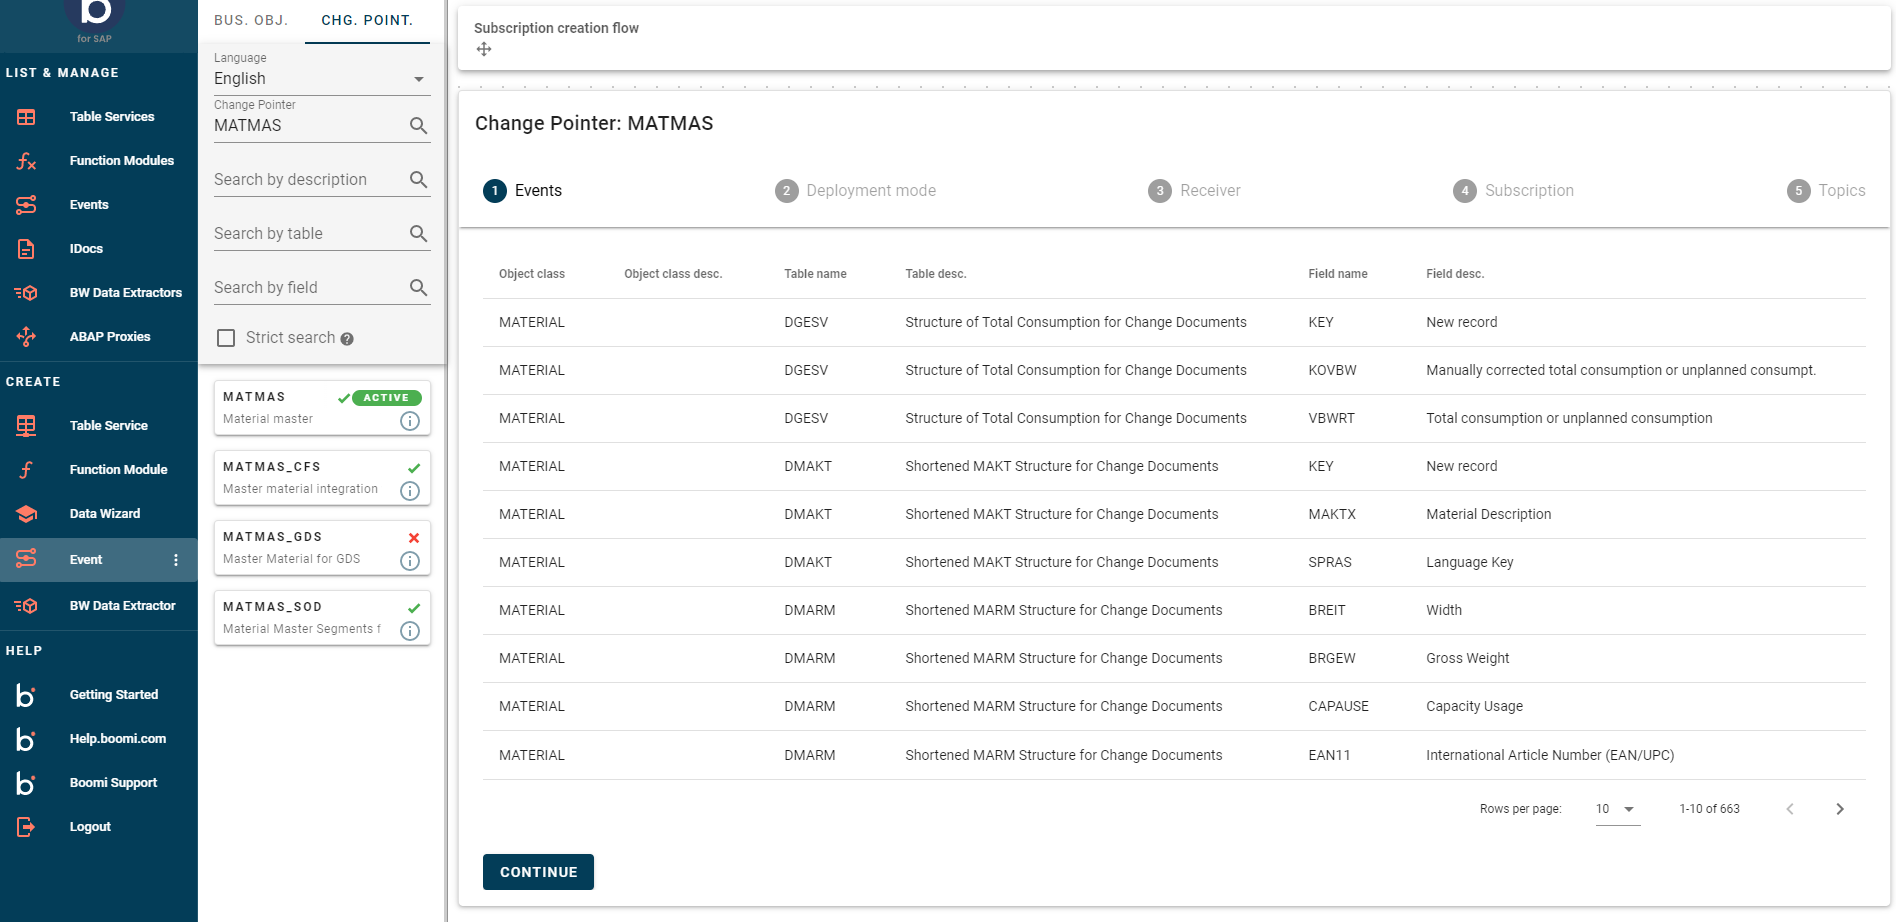 b
for SAP
LIST & MANAGE
Table Services
Function Modules
Events
IDocs
BW Data Extractors
ABAP Proxies
CREATE
Table Service
Function Module
Data Wizard
Event
BW Data Extractor
HELP
Getting Started
Help.boomi.com
Boomi Support
Logout
BUS. OBJ. CHG. POINT.
Language
English
Change Pointer
MATMAS
Search by description
Search by table
Search by field
Strict search ?
MATMAS ACTIVE
Material master
MATMAS_CFS
Master material integration
MATMAS_GDS
Master Material for GDS
MATMAS_SOD
Material Master Segments f
Subscription creation flow
Change Pointer: MATMAS
1 Events 2 Deployment mode 3 Receiver 4 Subscription 5 Topics
Object class Object class desc. Table name Table desc. Field name Field desc.
MATERIAL DGESV Structure of Total Consumption for Change Documents KEY New record
MATERIAL DGESV Structure of Total Consumption for Change Documents KOVBW Manually corrected total consumption or unplanned consumpt.
MATERIAL DGESV Structure of Total Consumption for Change Documents VBWRT Total consumption or unplanned consumption
MATERIAL DMAKT Shortened MAKT Structure for Change Documents KEY New record
MATERIAL DMAKT Shortened MAKT Structure for Change Documents MAKTX Material Description
MATERIAL DMAKT Shortened MAKT Structure for Change Documents SPRAS Language Key
MATERIAL DMARM Shortened MARM Structure for Change Documents BREIT Width
MATERIAL DMARM Shortened MARM Structure for Change Documents BRGEW Gross Weight
MATERIAL DMARM Shortened MARM Structure for Change Documents CAPAUSE Capacity Usage
MATERIAL DMARM Shortened MARM Structure for Change Documents EAN11 International Article Number (EAN/UPC)
Rows per page: 10 1-10 of 663
CONTINUE